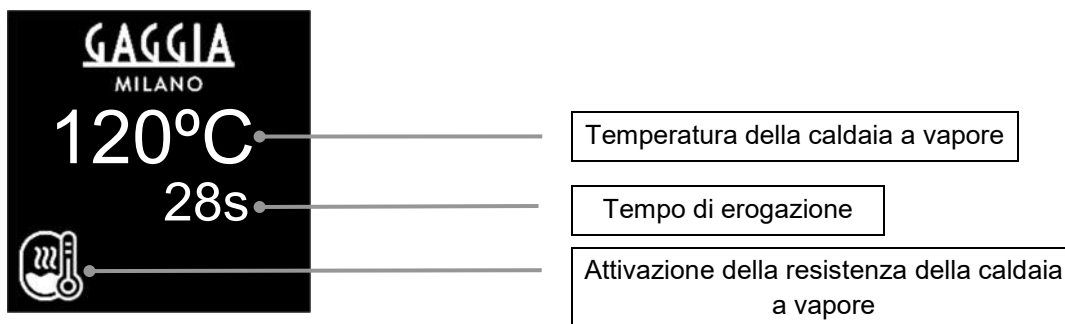 GAGGIA
MILANO
120ºC
Temperatura della caldaia a vapore
28s
Tempo di erogazione
Attivazione della resistenza della caldaia
a vapore